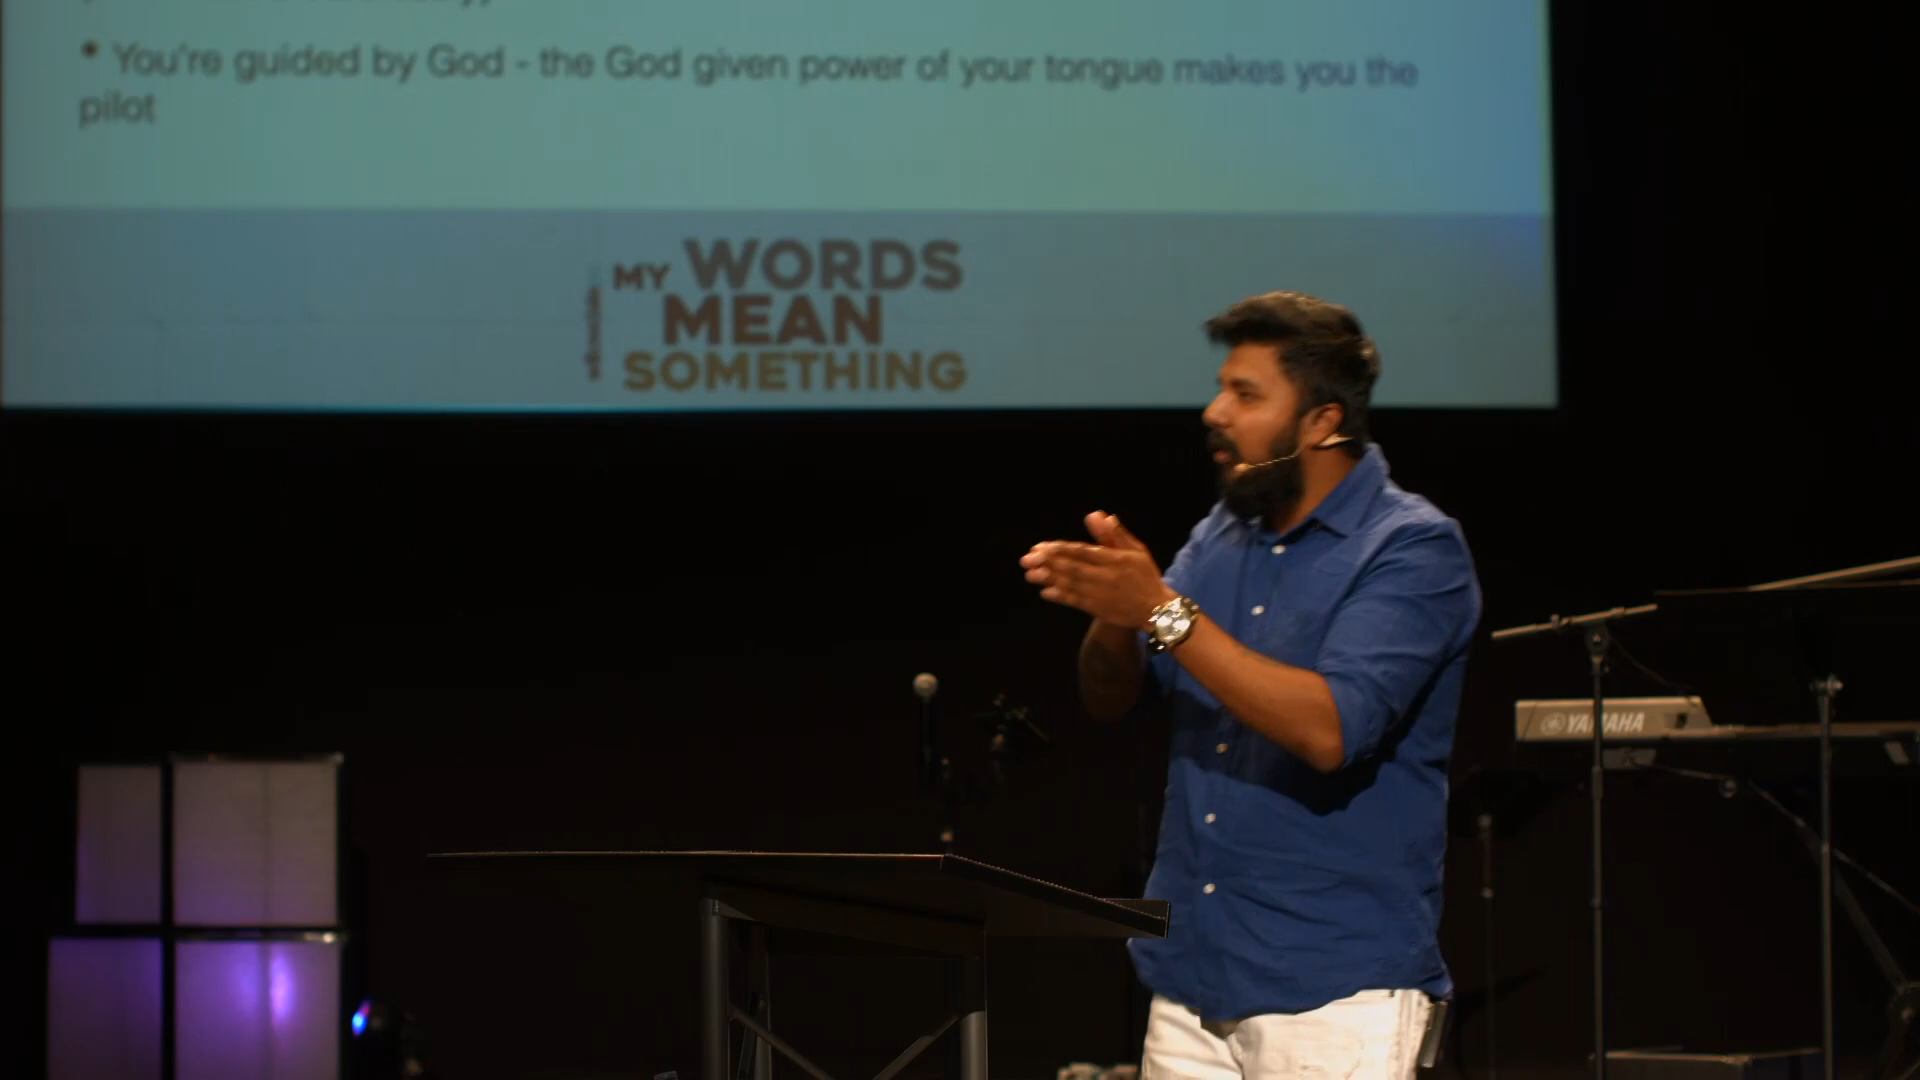 • You're guided by God - the God given power of your tongue makes you the
pilot
MY WORDS
MEAN
SOMETHING
YAMAHA